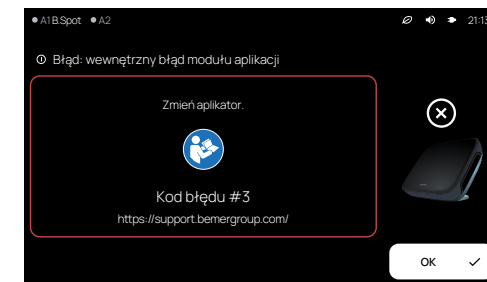 A1 B.Spot A2 21:13
Błąd: wewnętrzny błąd modułu aplikacji
Zmień aplikator.
Kod błędu #3
https://support.bemergroup.com/
OK